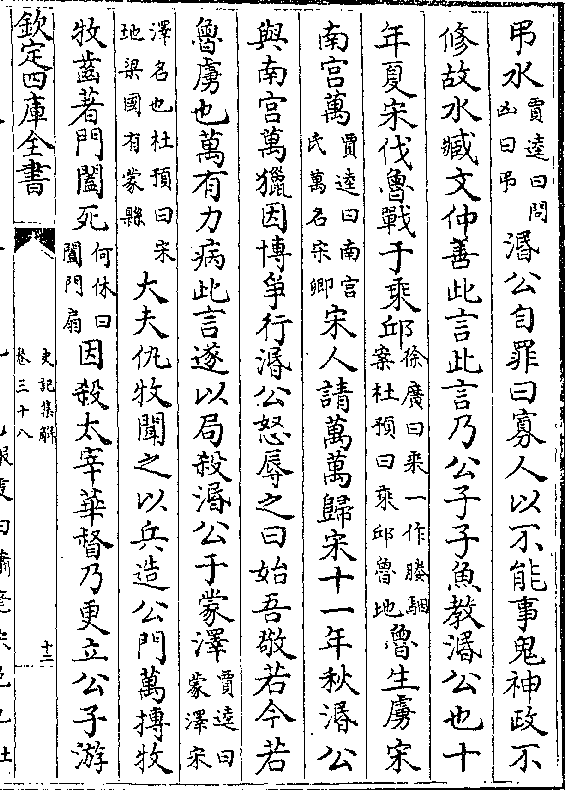 弔水賈逵曰問凶曰弔湣公自罪曰寡人以不能事鬼神政不
修故水臧文仲善此言此言乃公子子魚教湣公也十
年夏宋伐魯戰于乘邱徐廣曰乘一作媵駰案杜預曰乘邱魯地魯生虜宋
南宫萬賈逵曰南宫氏萬名宋卿宋人請萬萬歸宋十一年秋湣公
與南宫萬獵因博爭行湣公怒辱之曰始吾敬若今若
魯虜也萬有力病此言遂以局殺湣公于蒙澤賈逵曰蒙澤宋
澤名也杜預曰宋地梁國有蒙縣大夫仇牧聞之以兵造公門萬搏牧
牧齒著門闔死何休曰闔門扇因殺太宰華督乃更立公子游
欽定四庫全書
史記集解
卷三十八
十二